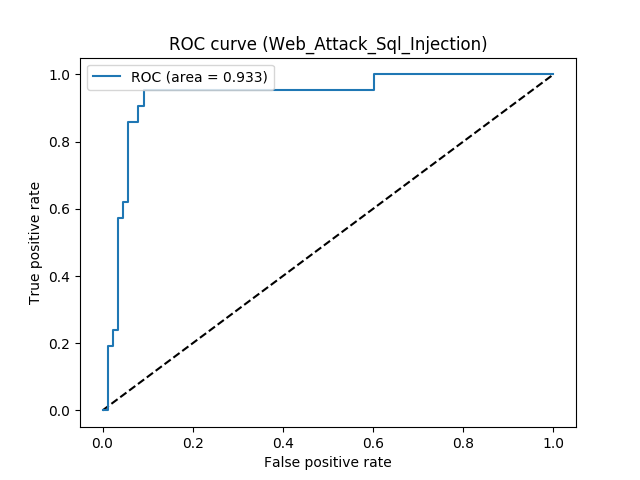 ROC curve (Web_Attack_Sql_Injection)
ROC (area = 0.933)
1.0
0.8
0.6
0.4
0.2
0.0
True positive rate
0.0 0.2 0.4 0.6 0.8 1.0
False positive rate